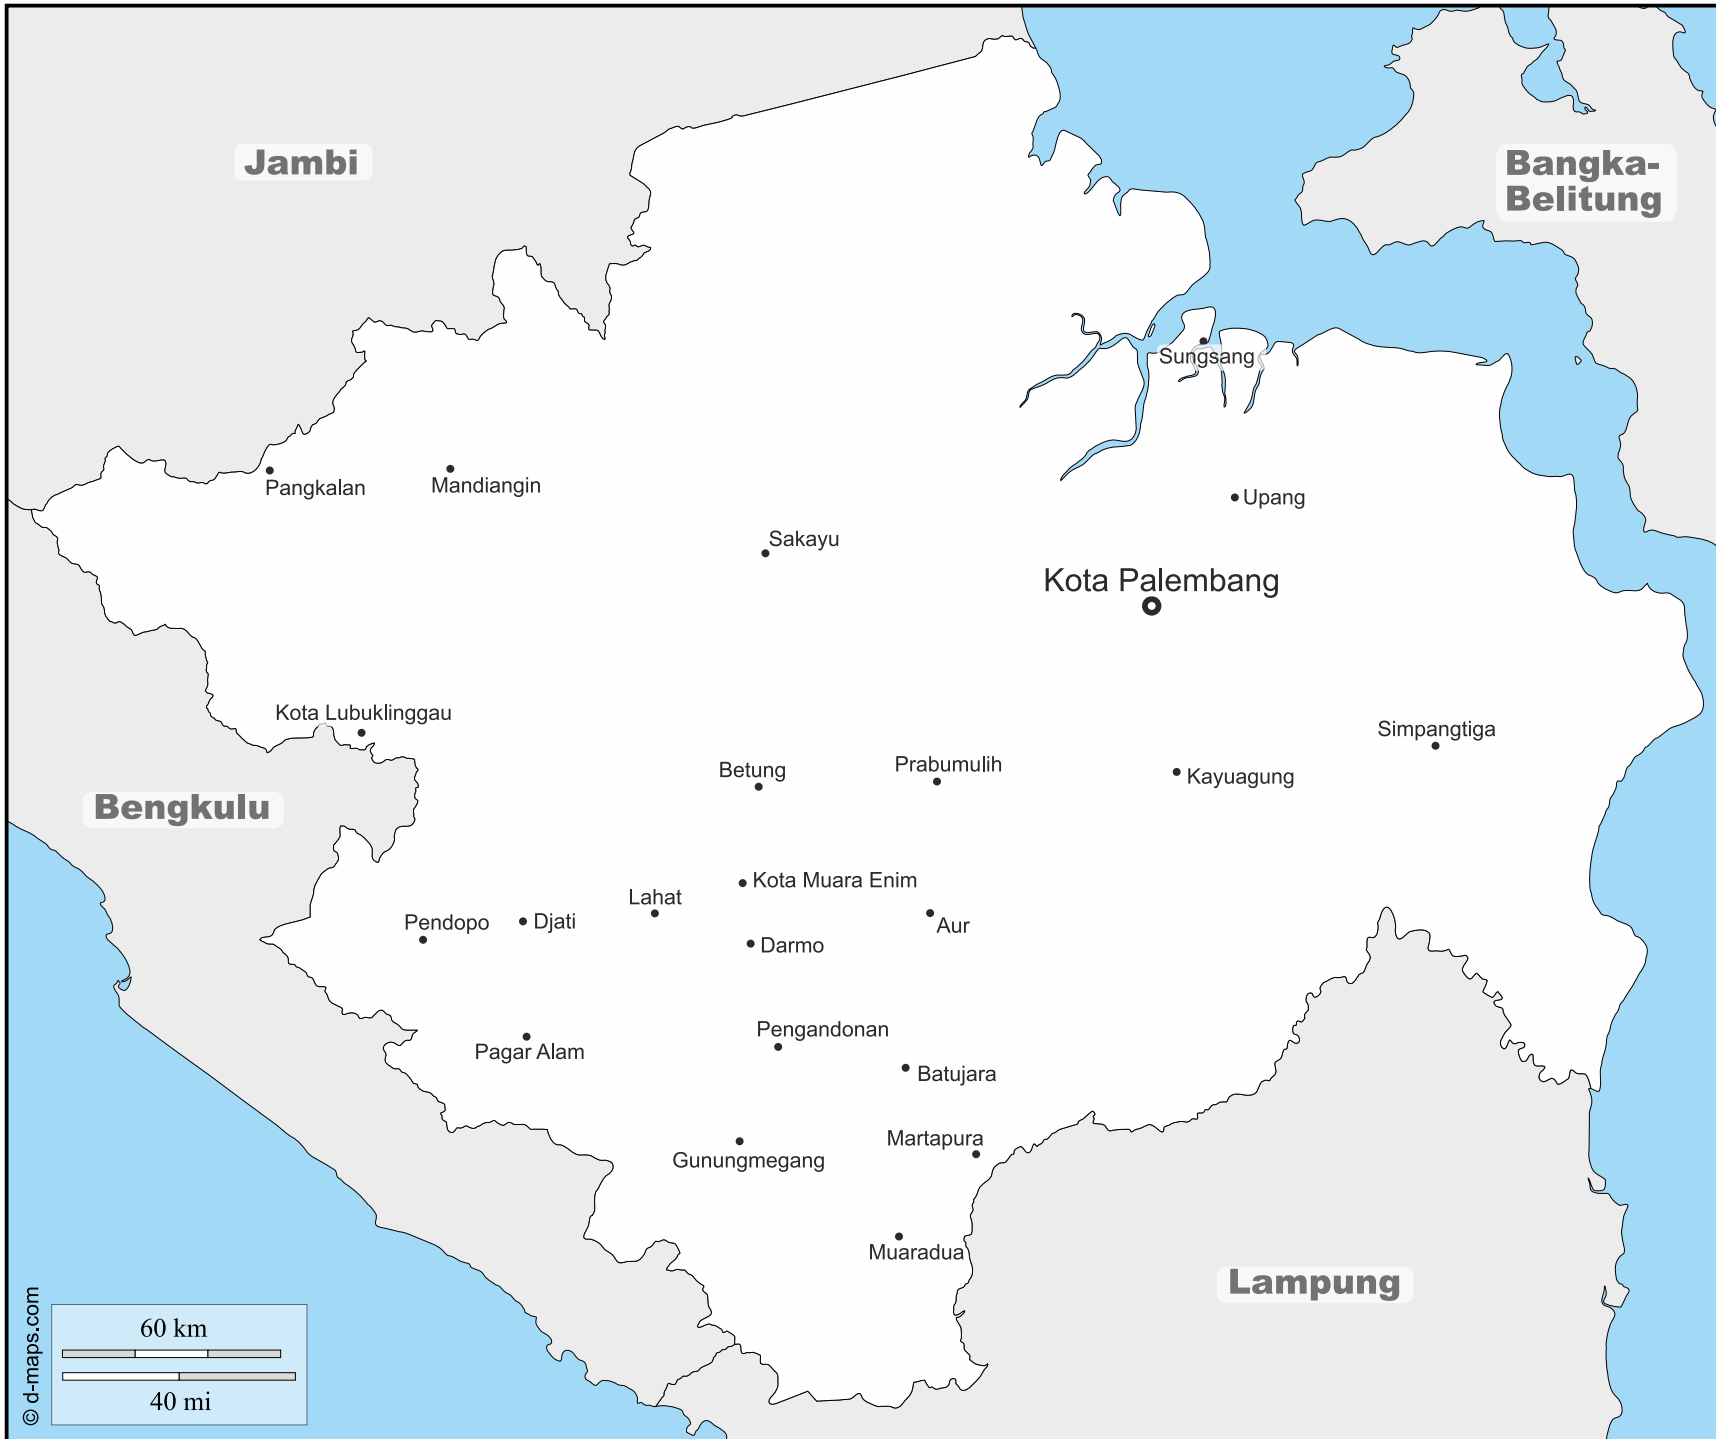 Jambi
Bangka-
Belitung
Sungsang
Pangkalan
Mandiangin
Upang
Sakayu
Kota Palembang
Kota Lubuklinggau
Simpangtiga
Betung
Prabumulih
Kayuagung
Bengkulu
Kota Muara Enim
Lahat
Pendopo
Djati
Aur
Darmo
Pengandonan
Pagar Alam
Batujara
Martapura
Gunungmegang
Muaradua
Lampung
60 km
40 mi
© d-maps.com